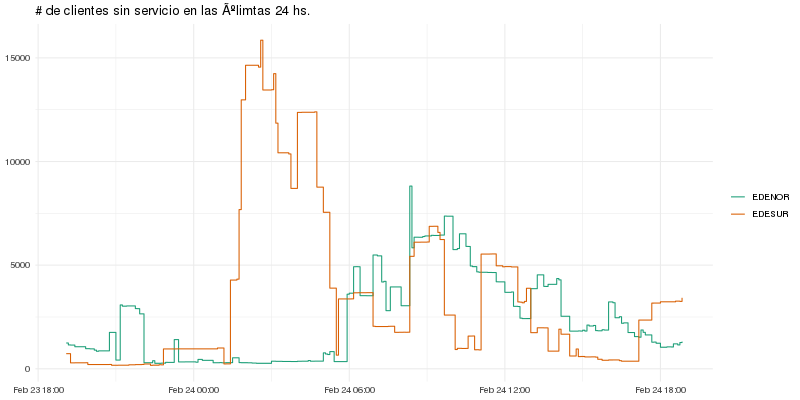 # de clientes sin servicio en las Ãºlimtas 24 hs.
15000
10000
5000
0
EDENOR
EDESUR
Feb 23 18:00 Feb 24 00:00 Feb 24 06:00 Feb 24 12:00 Feb 24 18:00